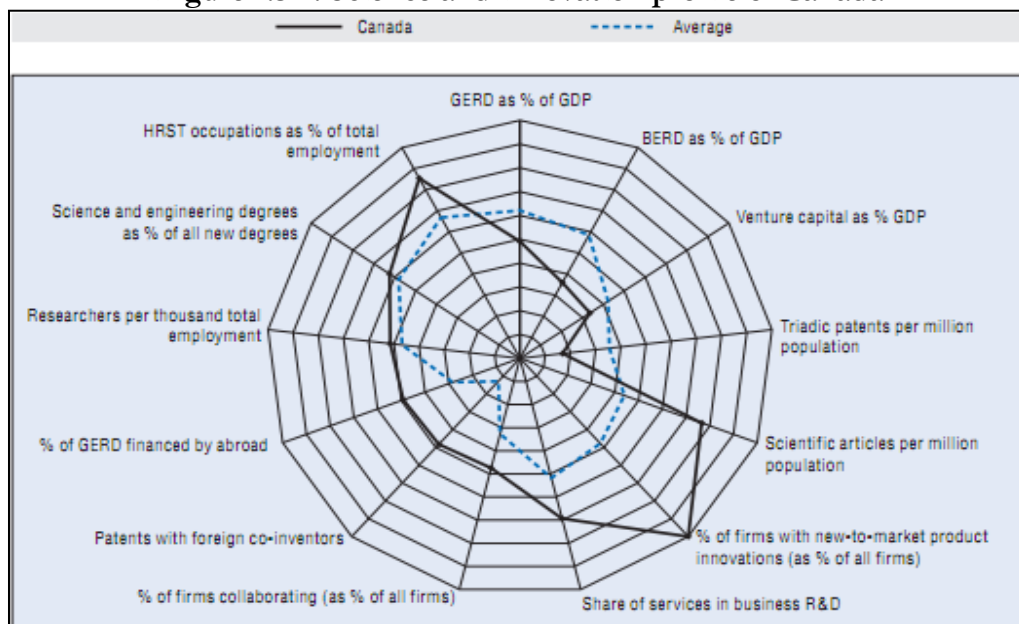 Canada
Average
GERD as % of GDP
BERD as % of GDP
Venture capital as % GDP
Triadic patents per million
population
Scientific articles per million
population
% of firms with new-to-market product
innovations (as % of all firms)
Share of services in business R&D
% of firms collaborating (as % of all firms)
Patents with foreign co-inventors
% of GERD financed by abroad
Researchers per thousand total
employment
Science and engineering degrees
as % of all new degrees
HRST occupations as % of total
employment